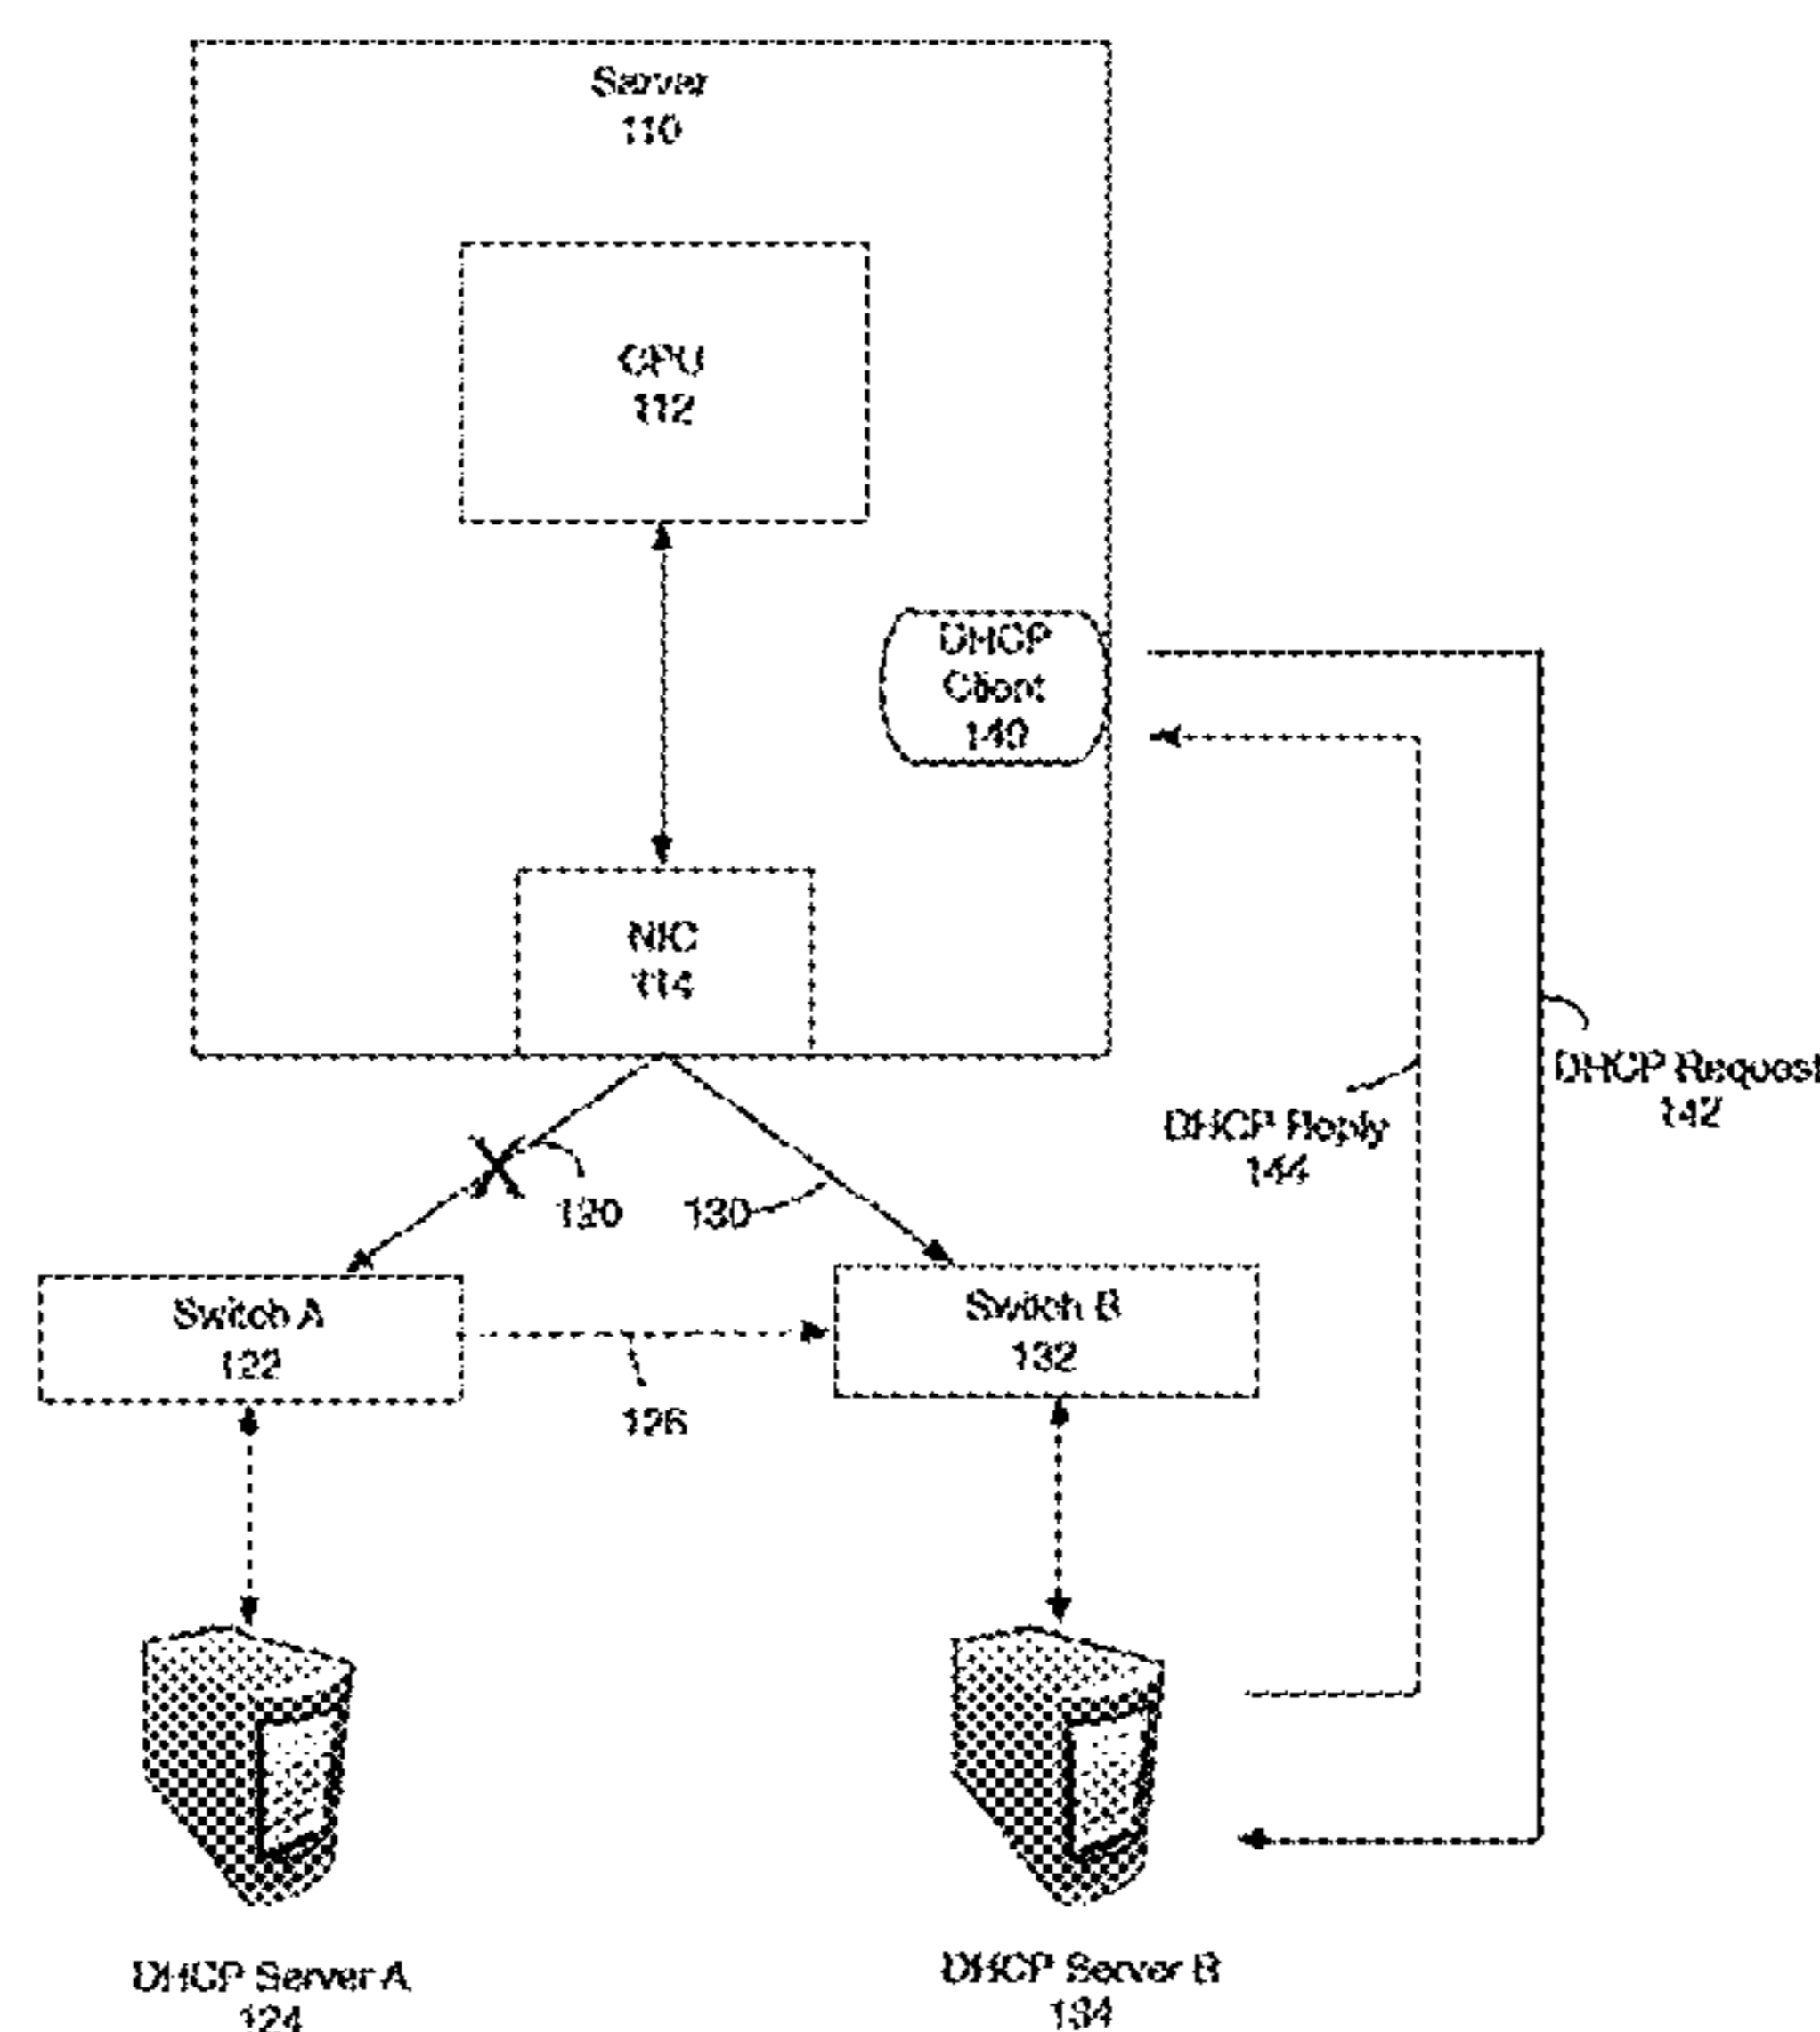 Server
110
CPU
112
DHCP
Client
140
NIC
114
DHCP Request
142
DHCP Reply
144
120
130
Switch A
122
Switch B
132
126
DHCP Server A
124
DHCP Server B
134